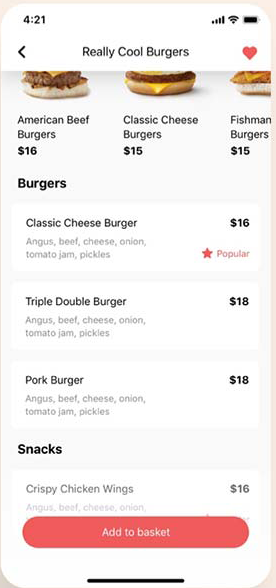 4:21
Really Cool Burgers
American Beef
Burgers
$16
Classic Cheese
Burgers
$15
Fishman
Burgers
$15
Burgers
Classic Cheese Burger
$16
Angus, beef, cheese, onion,
tomato jam, pickles
Popular
Triple Double Burger
$18
Angus, beef, cheese, onion,
tomato jam, pickles
Pork Burger
$18
Angus, beef, cheese, onion,
tomato jam, pickles
Snacks
Crispy Chicken Wings
$16
Angus, beef, cheese, onion,
Add to basket